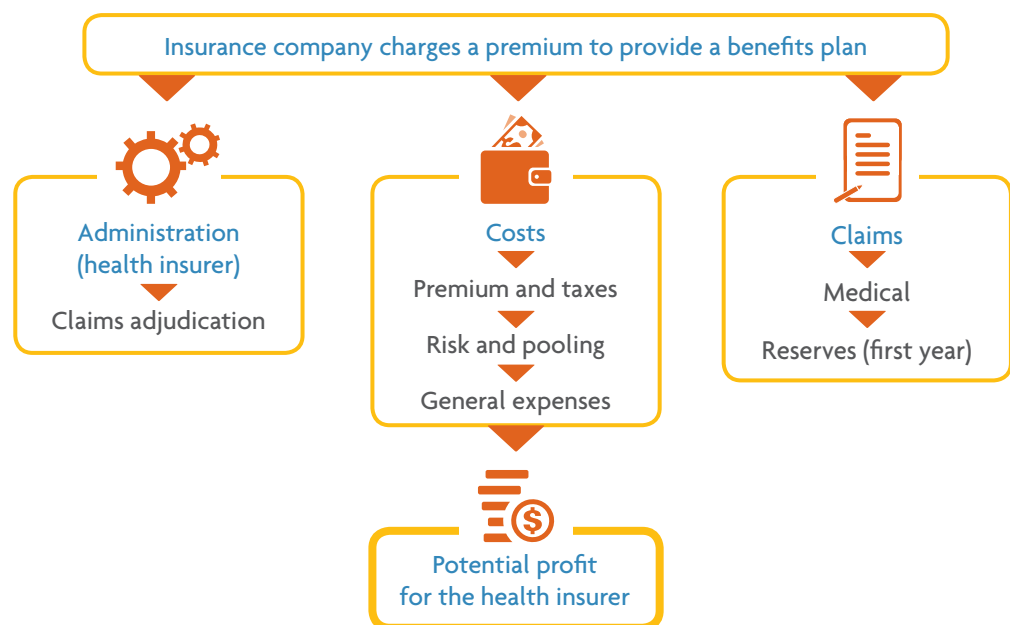 Insurance company charges a premium to provide a benefits plan
Administration
(health insurer)
Claims adjudication
Costs
Premium and taxes
Risk and pooling
General expenses
Claims
Medical
Reserves (first year)
$
Potential profit
for the health insurer